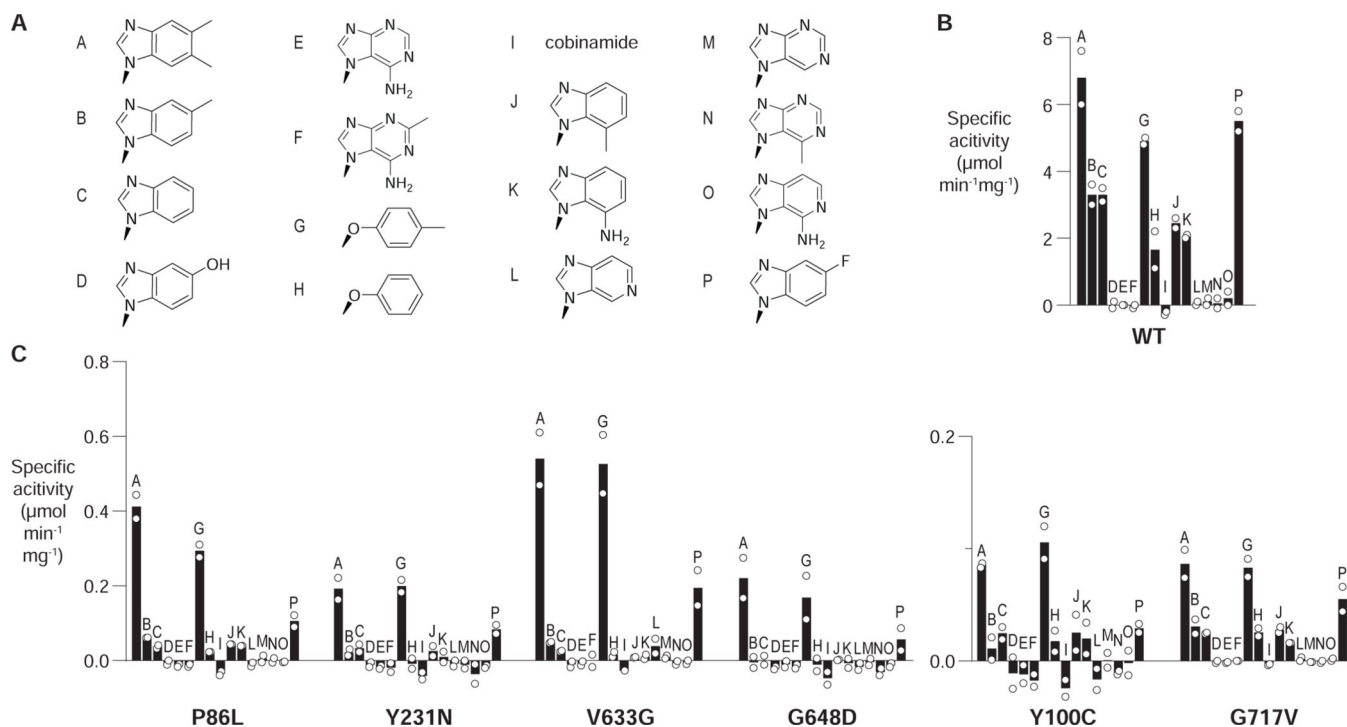 A
A
N
N
B
N
N
C
N
N
D
N
N
OH
E
N
N
N
N
NH₂
F
N
N
N
N
NH₂
G
O
H
O
I cobinamide
J
N
N
K
N
N
NH₂
L
N
N
N
M
N
N
N
N
N
N
N
N
N
O
N
N
N
NH₂
P
N
N
F
B
Specific
acitivity
(µmol
min⁻¹mg⁻¹)
8
6
4
2
0
A B C D E F G H I J K L M N O P
WT
C
Specific
acitivity
(µmol
min⁻¹
mg⁻¹)
0.8
0.6
0.4
0.2
0.0
A B C D E F G H I J K L M N O P
P86L
A B C D E F G H I J K L M N O P
Y231N
A B C D E F G H I J K L M N O P
V633G
A B C D E F G H I J K L M N O P
G648D
0.2
0.0
A B C D E F G H I J K L M N O P
Y100C
A B C D E F G H I J K L M N O P
G717V